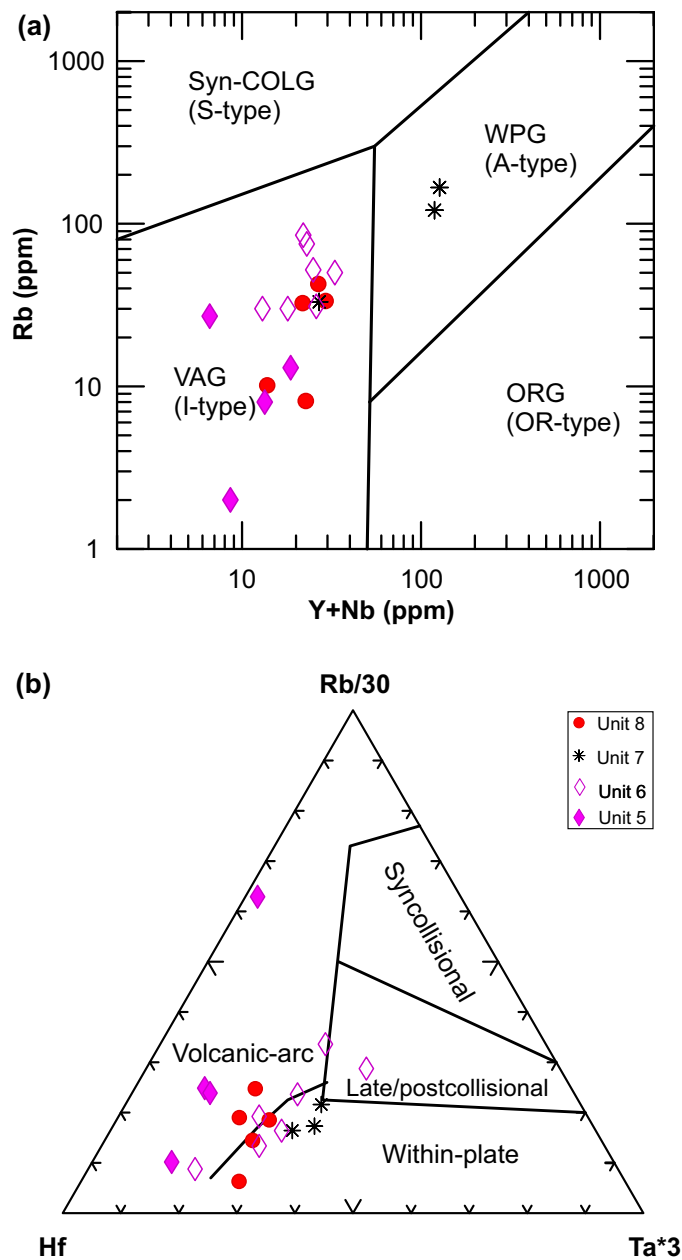 (a)
1000
100
10
1
Rb (ppm)
Syn-COLG
(S-type)
WPG
(A-type)
VAG
(I-type)
ORG
(OR-type)
10
100
1000
Y+Nb (ppm)
(b)
Rb/30
Unit 8
Unit 7
Unit 6
Unit 5
Syncollisional
Volcanic-arc
Late/postcollisional
Within-plate
Hf
Ta*3